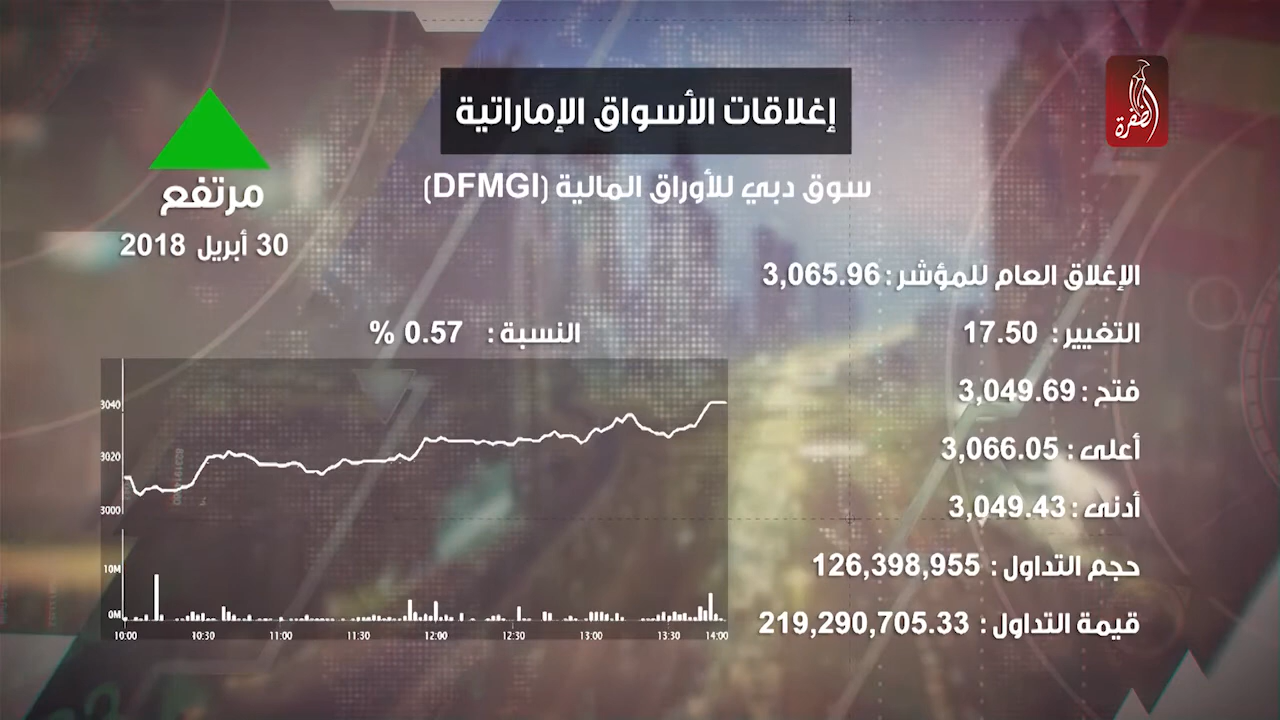 إغلاقات الأسواق الإماراتية
الظفرة
سوق دبي للأوراق المالية (DFMGI)
مرتفع
30 أبريل 2018
الإغلاق العام للمؤشر: 3,065.96
التغيير: 17.50
النسبة: 0.57 %
فتح: 3,049.69
أعلى: 3,066.05
أدنى: 3,049.43
حجم التداول: 126,398,955
قيمة التداول: 219,290,705.33
3040
3020
3000
10M
0M
10:00 10:30 11:00 11:30 12:00 12:30 13:00 13:30 14:00